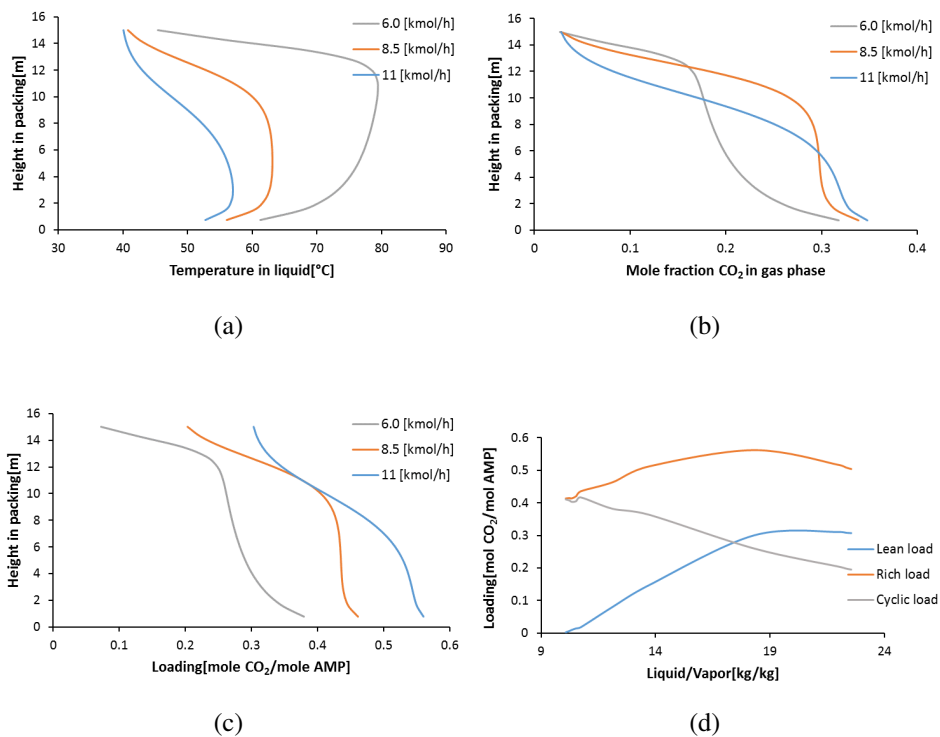 16
14
12
10
8
6
4
2
0
Height in packing[m]
30 40 50 60 70 80 90
Temperature in liquid[°C]
6.0 [kmol/h]
8.5 [kmol/h]
11 [kmol/h]
(a)
16
14
12
10
8
6
4
2
0
Height in packing[m]
0 0.1 0.2 0.3 0.4
Mole fraction CO₂ in gas phase
6.0 [kmol/h]
8.5 [kmol/h]
11 [kmol/h]
(b)
16
14
12
10
8
6
4
2
0
Height in packing[m]
0 0.1 0.2 0.3 0.4 0.5 0.6
Loading[mole CO₂/mole AMP]
6.0 [kmol/h]
8.5 [kmol/h]
11 [kmol/h]
(c)
0.6
0.5
0.4
0.3
0.2
0.1
0
Loading[mol CO₂/mol AMP]
9 14 19 24
Liquid/Vapor[kg/kg]
Lean load
Rich load
Cyclic load
(d)